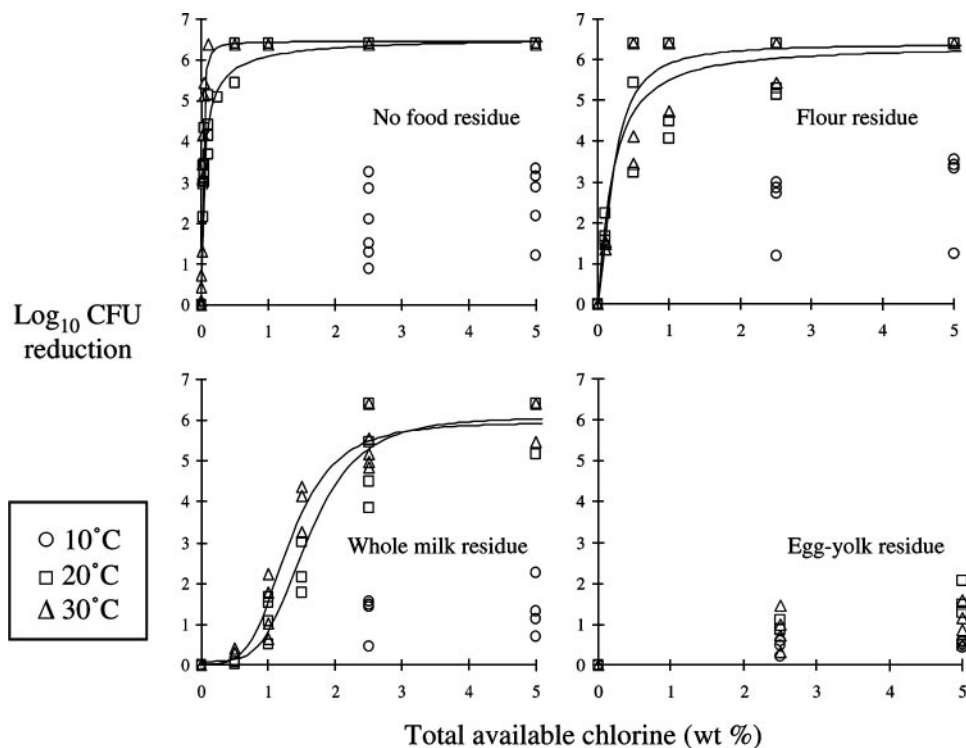 7
6
5
4
3
2
1
0
0 1 2 3 4 5
No food residue
7
6
5
4
3
2
1
0
0 1 2 3 4 5
Flour residue
Log10 CFU
reduction
7
6
5
4
3
2
1
0
0 1 2 3 4 5
Whole milk residue
7
6
5
4
3
2
1
0
0 1 2 3 4 5
Egg-yolk residue
10˚C
20˚C
30˚C
Total available chlorine (wt %)